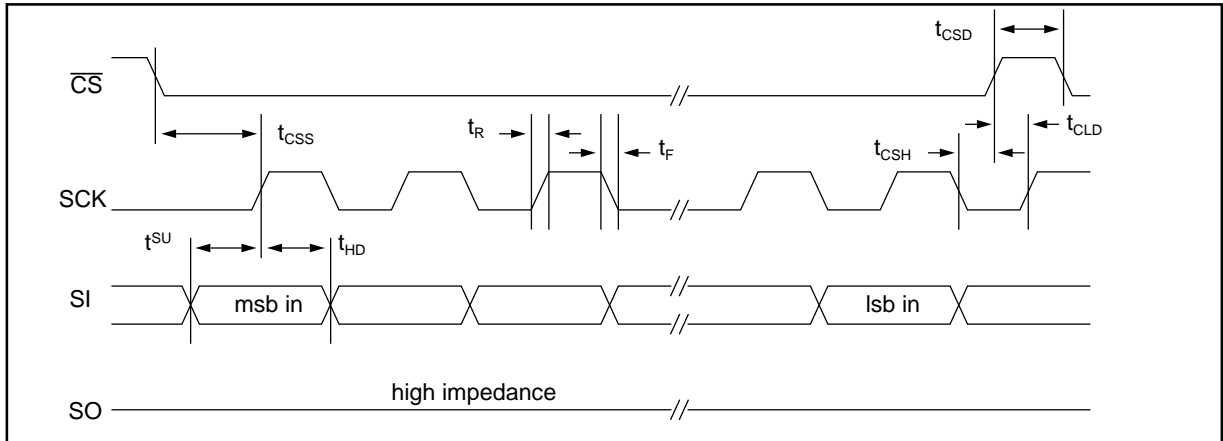 tCSD
CS
tCSS
tR
tF
tCSH
tCLD
SCK
tSU
tHD
SI
msb in
lsb in
SO
high impedance